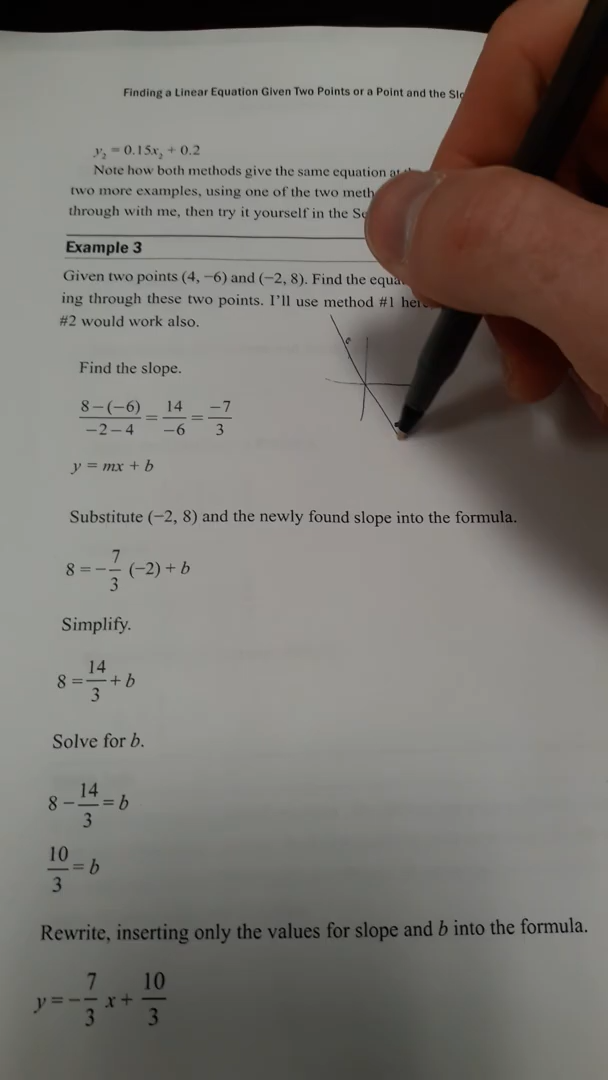 Finding a Linear Equation Given Two Points or a Point and the
y₂ = 0.15x₂ + 0.2
Note how both methods give the same equation
two more examples, using one of the two
through with me, then try it yourself in the
Example 3
Given two points (4, −6) and (−2, 8). Find the
ing through these two points. I'll use method #1
#2 would work also.
Find the slope.
8−(−6)/−2−4 = 14/−6 = −7/3
y = mx + b
Substitute (−2, 8) and the newly found slope into the formula.
8 = −7/3 (−2) + b
Simplify.
8 = 14/3 + b
Solve for b.
8 − 14/3 = b
10/3 = b
Rewrite, inserting only the values for slope and b into the formula.
y = −7/3 x + 10/3